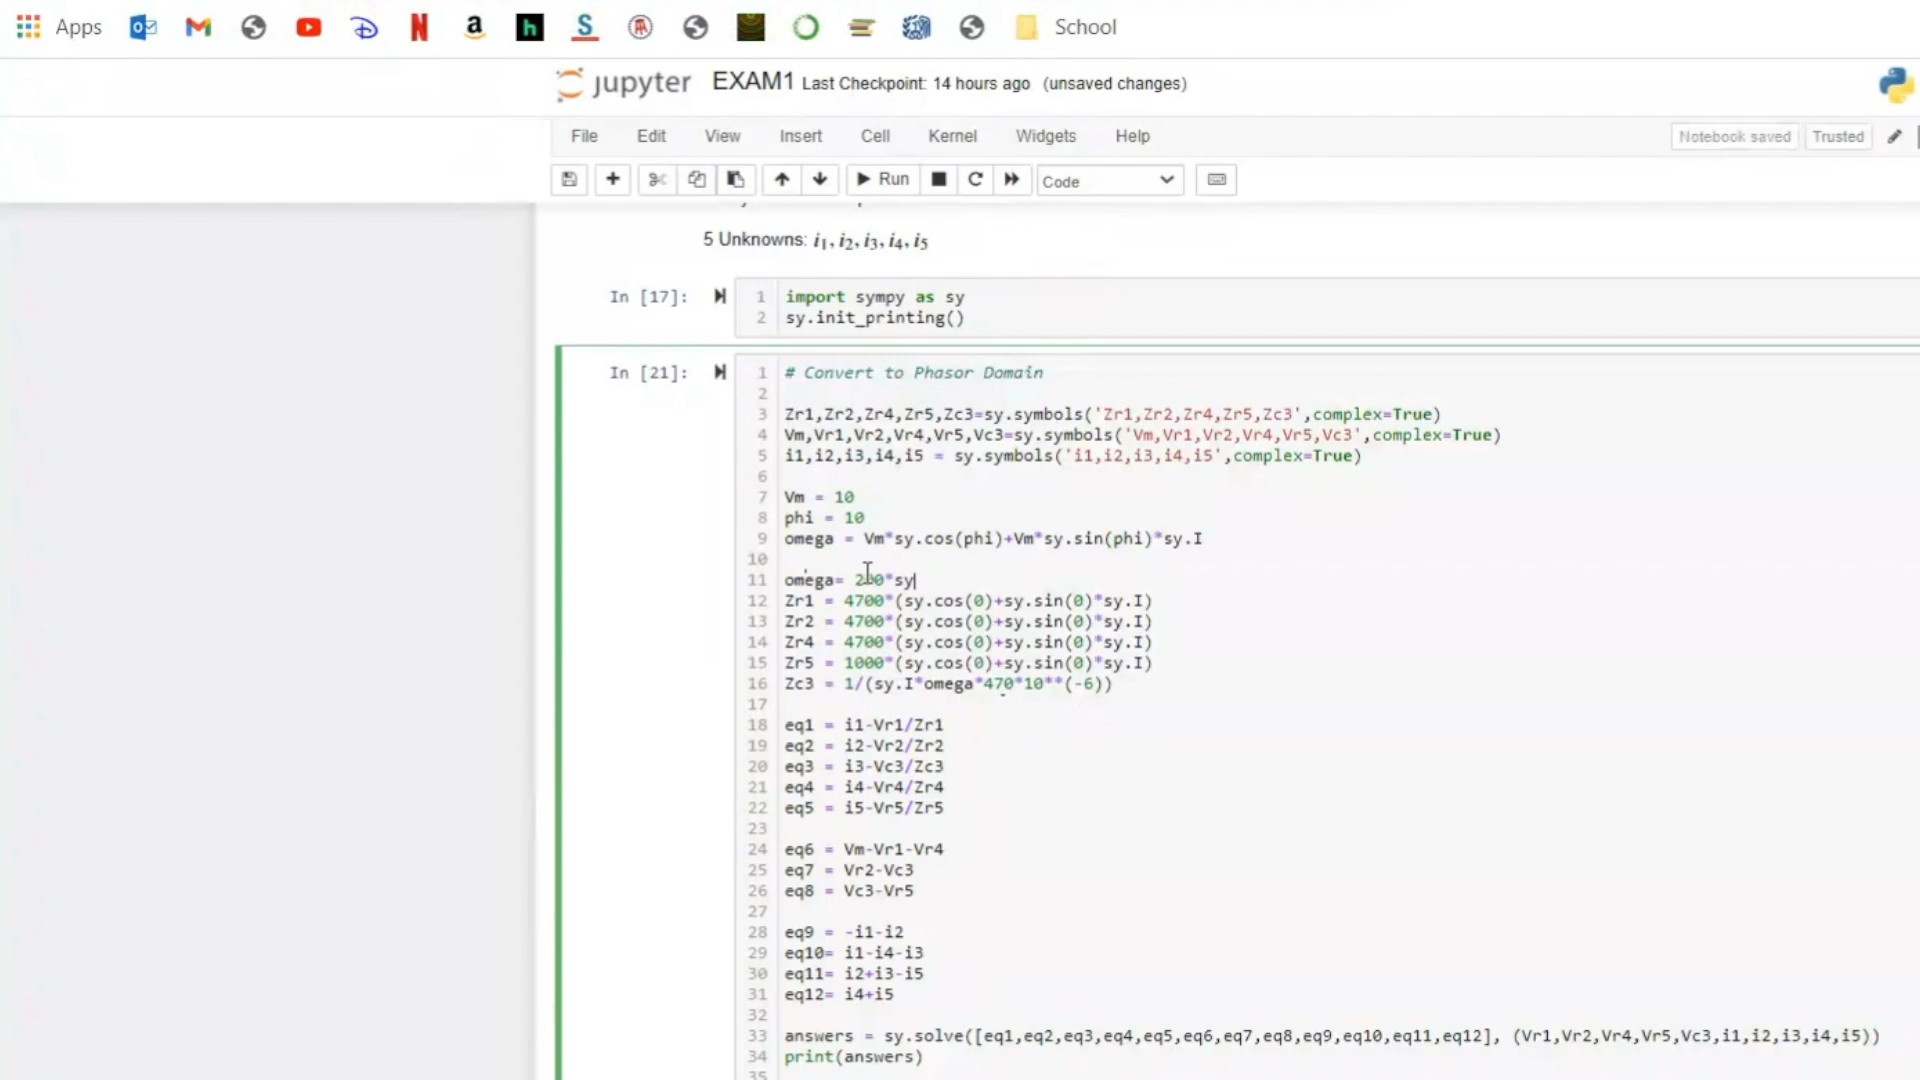 Apps
School
jupyter EXAM1 Last Checkpoint: 14 hours ago (unsaved changes)
File Edit View Insert Cell Kernel Widgets Help
Notebook saved
Trusted
Run
Code
5 Unknowns: i1, i2, i3, i4, i5
In [17]:
1 import sympy as sy
2 sy.init_printing()
In [21]:
1 # Convert to Phasor Domain
2
3 Zr1,Zr2,Zr4,Zr5,Zc3=sy.symbols('Zr1,Zr2,Zr4,Zr5,Zc3',complex=True)
4 Vm,Vr1,Vr2,Vr4,Vr5,Vc3=sy.symbols('Vm,Vr1,Vr2,Vr4,Vr5,Vc3',complex=True)
5 i1,i2,i3,i4,i5 = sy.symbols('i1,i2,i3,i4,i5',complex=True)
6
7 Vm = 10
8 phi = 10
9 omega = Vm*sy.cos(phi)+Vm*sy.sin(phi)*sy.I
10
11 omega= 200*sy
12 Zr1 = 4700*(sy.cos(0)+sy.sin(0)*sy.I)
13 Zr2 = 4700*(sy.cos(0)+sy.sin(0)*sy.I)
14 Zr4 = 4700*(sy.cos(0)+sy.sin(0)*sy.I)
15 Zr5 = 1000*(sy.cos(0)+sy.sin(0)*sy.I)
16 Zc3 = 1/(sy.I*omega*470*10**(-6))
17
18 eq1 = i1-Vr1/Zr1
19 eq2 = i2-Vr2/Zr2
20 eq3 = i3-Vc3/Zc3
21 eq4 = i4-Vr4/Zr4
22 eq5 = i5-Vr5/Zr5
23
24 eq6 = Vm-Vr1-Vr4
25 eq7 = Vr2-Vc3
26 eq8 = Vc3-Vr5
27
28 eq9 = -i1-i2
29 eq10= i1-i4-i3
30 eq11= i2+i3-i5
31 eq12= i4+i5
32
33 answers = sy.solve([eq1,eq2,eq3,eq4,eq5,eq6,eq7,eq8,eq9,eq10,eq11,eq12], (Vr1,Vr2,Vr4,Vr5,Vc3,i1,i2,i3,i4,i5))
34 print(answers)
35